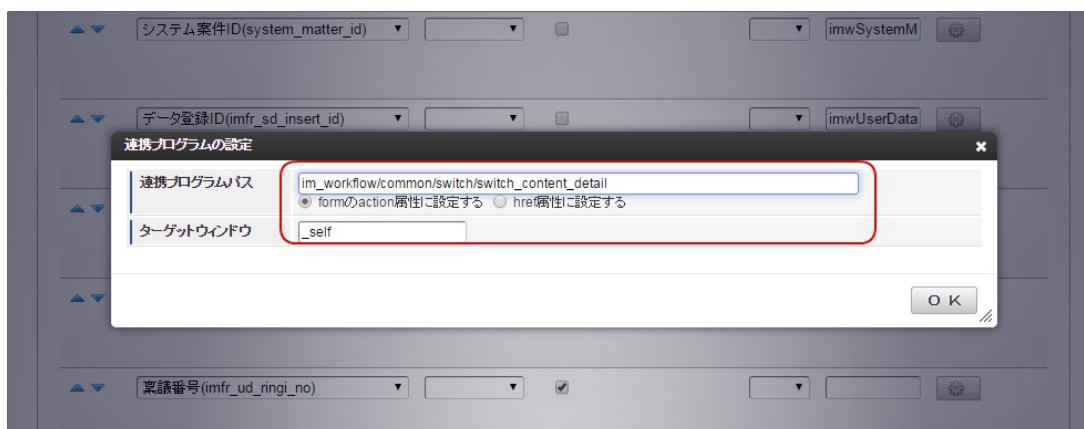 システム案件ID(system_matter_id)
imwSystemM
データ登録ID(imfr_sd_insert_id)
imwUserData
連携プログラムの設定
連携プログラムパス
im_workflow/common/switch/switch_content_detail
formのaction属性に設定する href属性に設定する
ターゲットウィンドウ
_self
O K
稟議番号(imfr_ud_ringi_no)